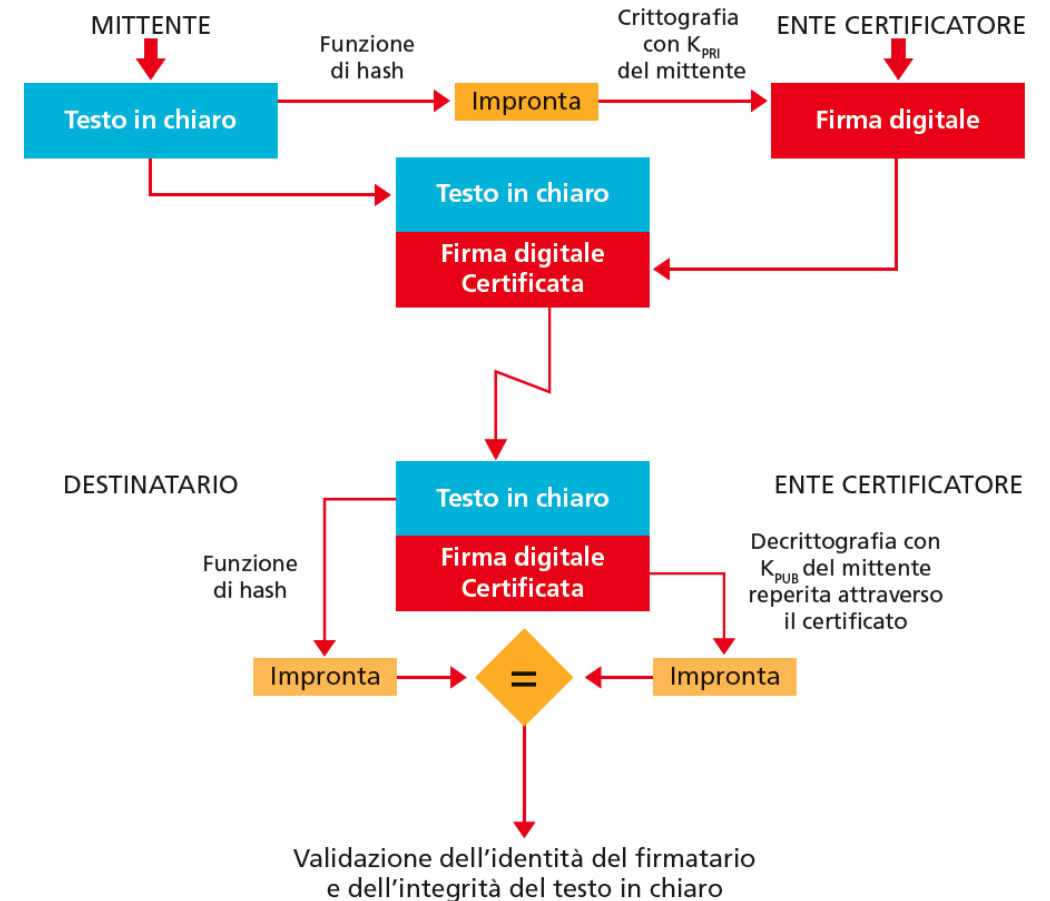 MITTENTE
Funzione
di hash
Crittografia
con K_PRI
del mittente
ENTE CERTIFICATORE
Testo in chiaro
Impronta
Firma digitale
Testo in chiaro
Firma digitale
Certificata
DESTINATARIO
ENTE CERTIFICATORE
Testo in chiaro
Firma digitale
Certificata
Funzione
di hash
Decrittografia con
K_PUB del mittente
reperita attraverso
il certificato
Impronta
=
Impronta
Validazione dell'identità del firmatario
e dell'integrità del testo in chiaro